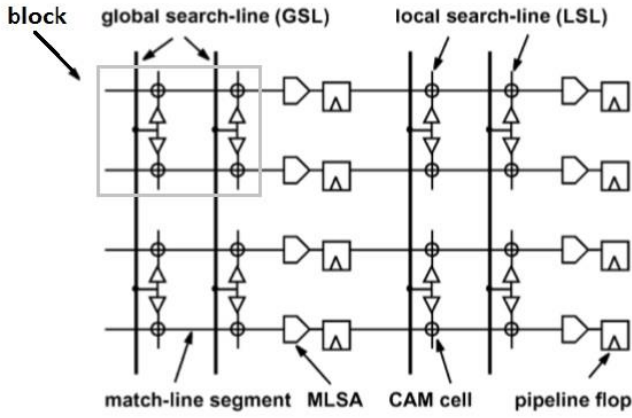 block
global search-line (GSL)
local search-line (LSL)
match-line segment
MLSA
CAM cell
pipeline flop